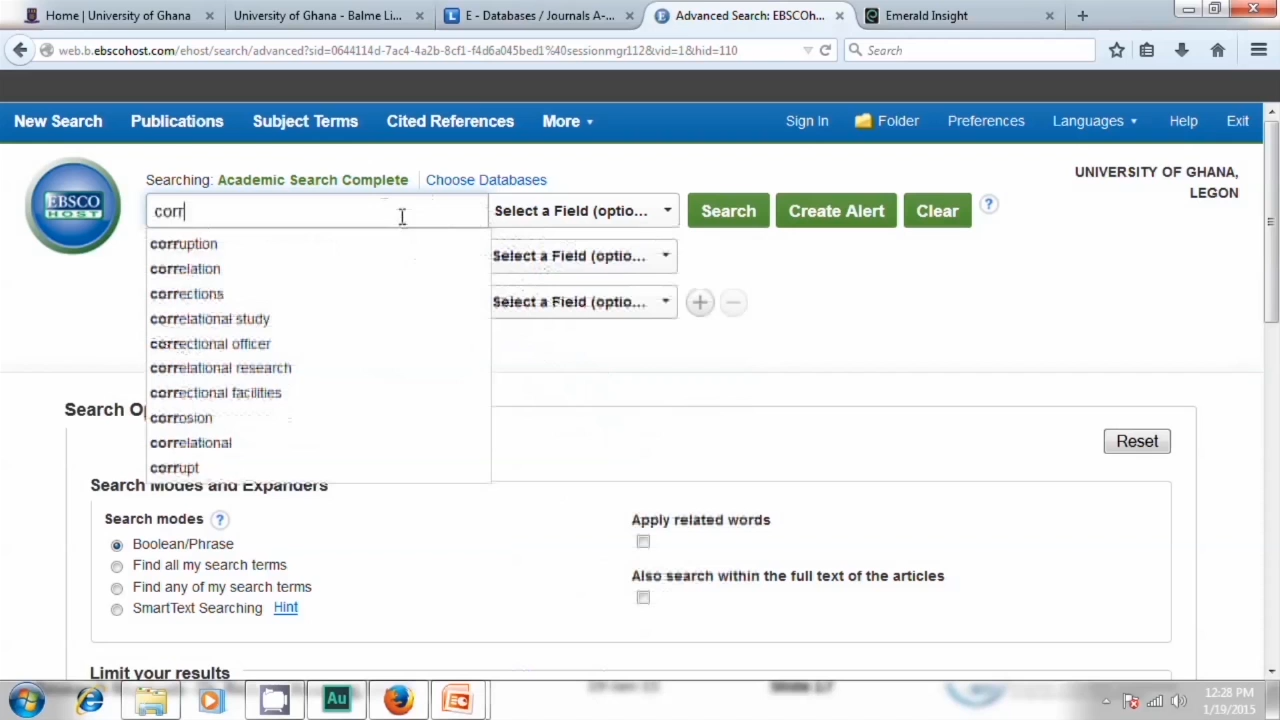 Home | University of Ghana
University of Ghana - Balme Li...
E - Databases / Journals A-...
Advanced Search: EBSCOh...
Emerald Insight
web.b.ebscohost.com/ehost/search/advanced?sid=0644114d-7ac4-4a2b-8cf1-f4d6a045bed1%40sessionmgr112&vid=1&hid=110
Search
New Search Publications Subject Terms Cited References More Sign In Folder Preferences Languages Help Exit
Searching: Academic Search Complete Choose Databases
UNIVERSITY OF GHANA,
LEGON
EBSCO
HOST
corr
Select a Field (optio...
Search
Create Alert
Clear
?
corruption
Select a Field (optio...
correlation
corrections
Select a Field (optio...
correlational study
correctional officer
correlational research
correctional facilities
corrosion
correlational
corrupt
Search Op
Reset
Search Modes and Expanders
Search modes ?
Boolean/Phrase
Find all my search terms
Find any of my search terms
SmartText Searching Hint
Apply related words
Also search within the full text of the articles
Limit your results
Au
Slide 17
12:28 PM
1/19/2015